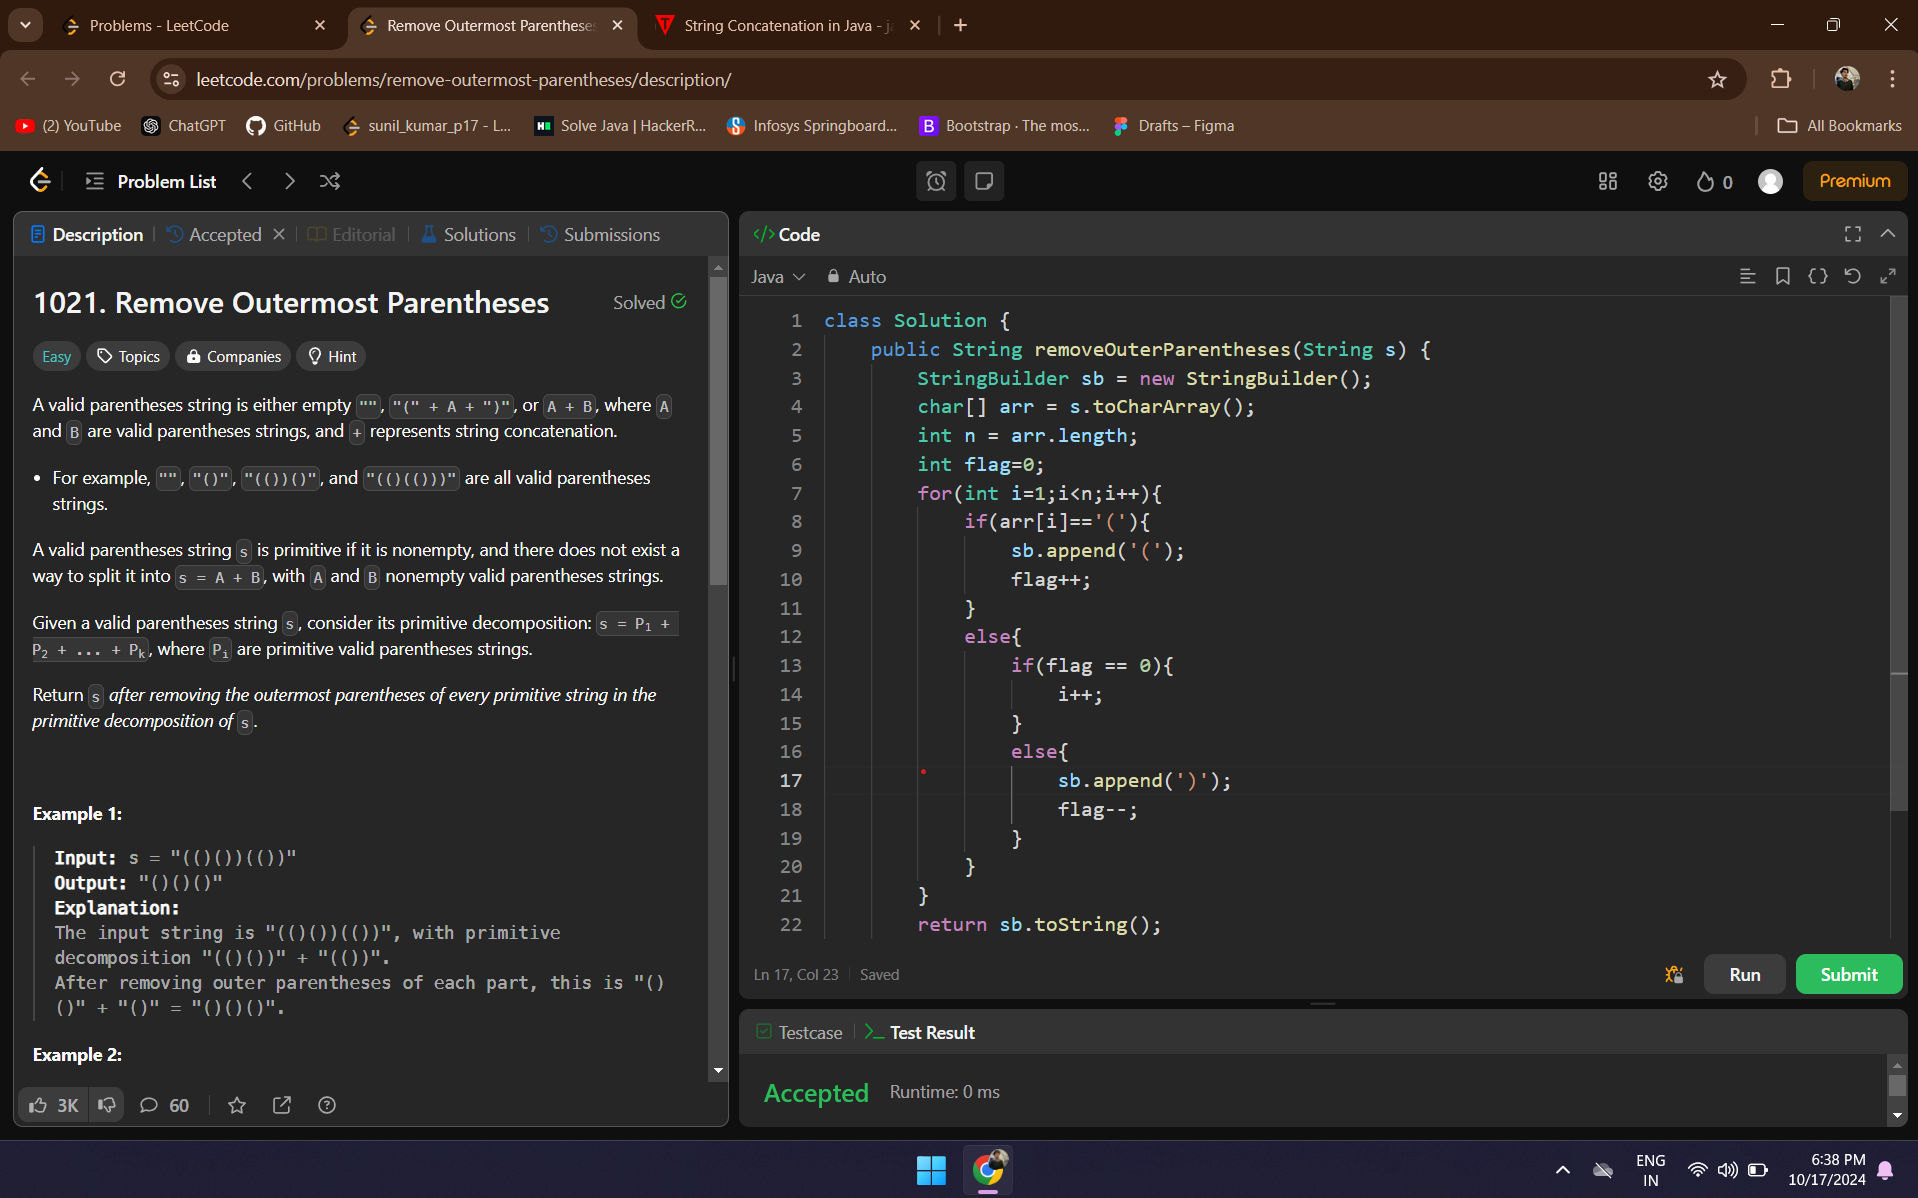 Problems - LeetCode
Remove Outermost Parentheses
String Concatenation in Java - j
leetcode.com/problems/remove-outermost-parentheses/description/
(2) YouTube
ChatGPT
GitHub
sunil_kumar_p17 - L...
Solve Java | HackerR...
Infosys Springboard...
Bootstrap · The mos...
Drafts – Figma
All Bookmarks
Problem List
0
Premium
Description
Accepted
Editorial
Solutions
Submissions
1021. Remove Outermost Parentheses
Solved
Easy
Topics
Companies
Hint
A valid parentheses string is either empty "", "(" + A + ")", or A + B, where A
and B are valid parentheses strings, and + represents string concatenation.
• For example, "", "()", "(())()", and "(()(()))" are all valid parentheses
strings.
A valid parentheses string s is primitive if it is nonempty, and there does not exist a
way to split it into s = A + B, with A and B nonempty valid parentheses strings.
Given a valid parentheses string s, consider its primitive decomposition: s = P1 +
P2 + ... + Pk, where Pi are primitive valid parentheses strings.
Return s after removing the outermost parentheses of every primitive string in the
primitive decomposition of s.
Example 1:
Input: s = "(()())(())"
Output: "()()()"
Explanation:
The input string is "(()())(())", with primitive
decomposition "(()())" + "(())".
After removing outer parentheses of each part, this is "()
()" + "()" = "()()()".
Example 2:
3K
60
</> Code
Java
Auto
1 class Solution {
2 public String removeOuterParentheses(String s) {
3 StringBuilder sb = new StringBuilder();
4 char[] arr = s.toCharArray();
5 int n = arr.length;
6 int flag=0;
7 for(int i=1;i<n;i++){
8 if(arr[i]=='('){
9 sb.append('(');
10 flag++;
11 }
12 else{
13 if(flag == 0){
14 i++;
15 }
16 else{
17 sb.append(')');
18 flag--;
19 }
20 }
21 }
22 return sb.toString();
Ln 17, Col 23
Saved
Run
Submit
Testcase
Test Result
Accepted
Runtime: 0 ms
ENG
IN
6:38 PM
10/17/2024